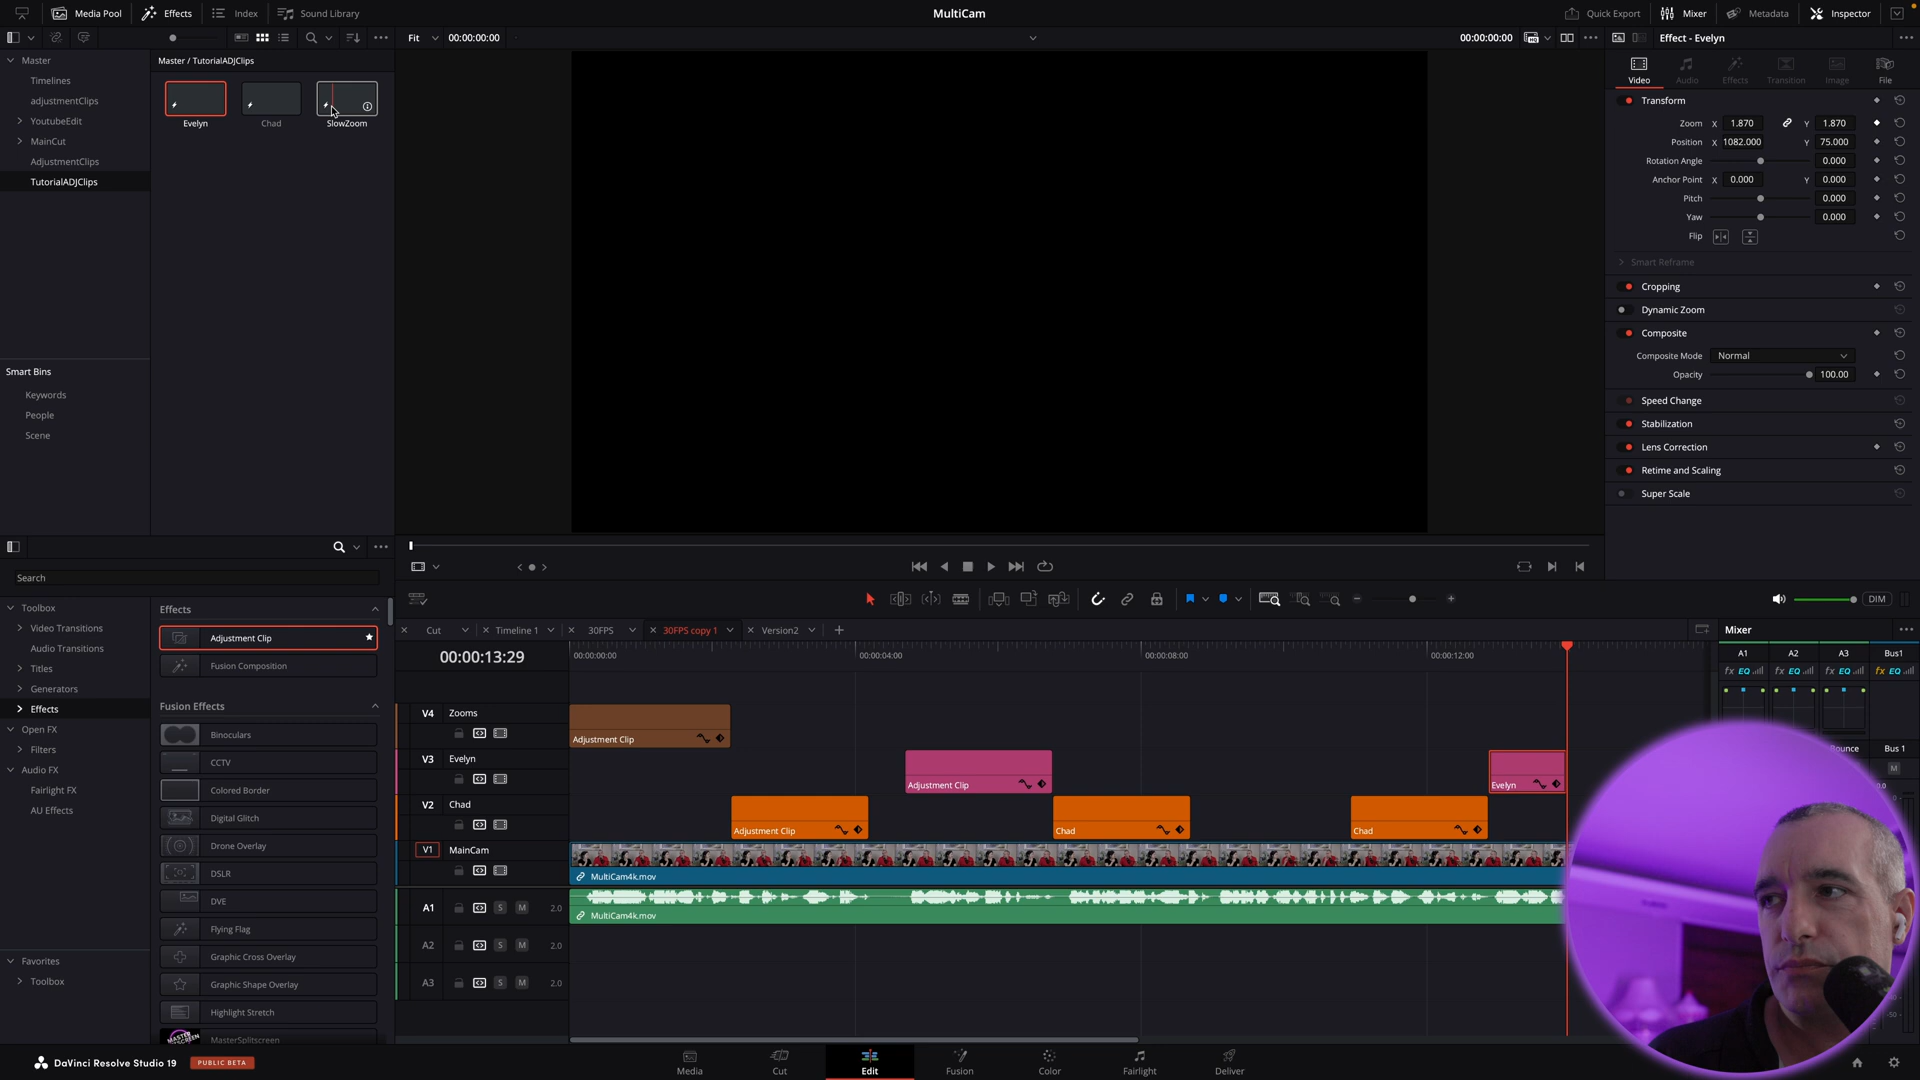 Media Pool
Effects
Index
Sound Library
MultiCam
Quick Export
Mixer
Metadata
Inspector
Fit
00:00:00:00
00:00:00:00
Effect - Evelyn
Master
Timelines
adjustmentClips
YoutubeEdit
MainCut
AdjustmentClips
TutorialADJClips
Master / TutorialADJClips
Evelyn
Chad
SlowZoom
Smart Bins
Keywords
People
Scene
Video
Audio
Effects
Transition
Image
File
Transform
Zoom X 1.870 Y 1.870
Position X 1082.000 Y 75.000
Rotation Angle 0.000
Anchor Point X 0.000 Y 0.000
Pitch 0.000
Yaw 0.000
Flip
Smart Reframe
Cropping
Dynamic Zoom
Composite
Composite Mode Normal
Opacity 100.00
Speed Change
Stabilization
Lens Correction
Retime and Scaling
Super Scale
Search
Toolbox
Video Transitions
Audio Transitions
Titles
Generators
Effects
Open FX
Filters
Audio FX
Fairlight FX
AU Effects
Favorites
Toolbox
Effects
Adjustment Clip
Fusion Composition
Fusion Effects
Binoculars
CCTV
Colored Border
Digital Glitch
Drone Overlay
DSLR
DVE
Flying Flag
Graphic Cross Overlay
Graphic Shape Overlay
Highlight Stretch
MasterSplitscreen
DIM
Cut
Timeline 1
30FPS
30FPS copy 1
Version2
00:00:13:29
00:00:00:00
00:00:04:00
00:00:08:00
00:00:12:00
V4 Zooms
Adjustment Clip
V3 Evelyn
Adjustment Clip
Evelyn
V2 Chad
Adjustment Clip
Chad
Chad
V1 MainCam
MultiCam4k.mov
A1 S M 2.0
MultiCam4k.mov
A2 S M 2.0
A3 S M 2.0
Mixer
A1 A2 A3 Bus1
fx EQ fx EQ fx EQ fx EQ
Bus 1
M
DaVinci Resolve Studio 19
PUBLIC BETA
Media
Cut
Edit
Fusion
Color
Fairlight
Deliver